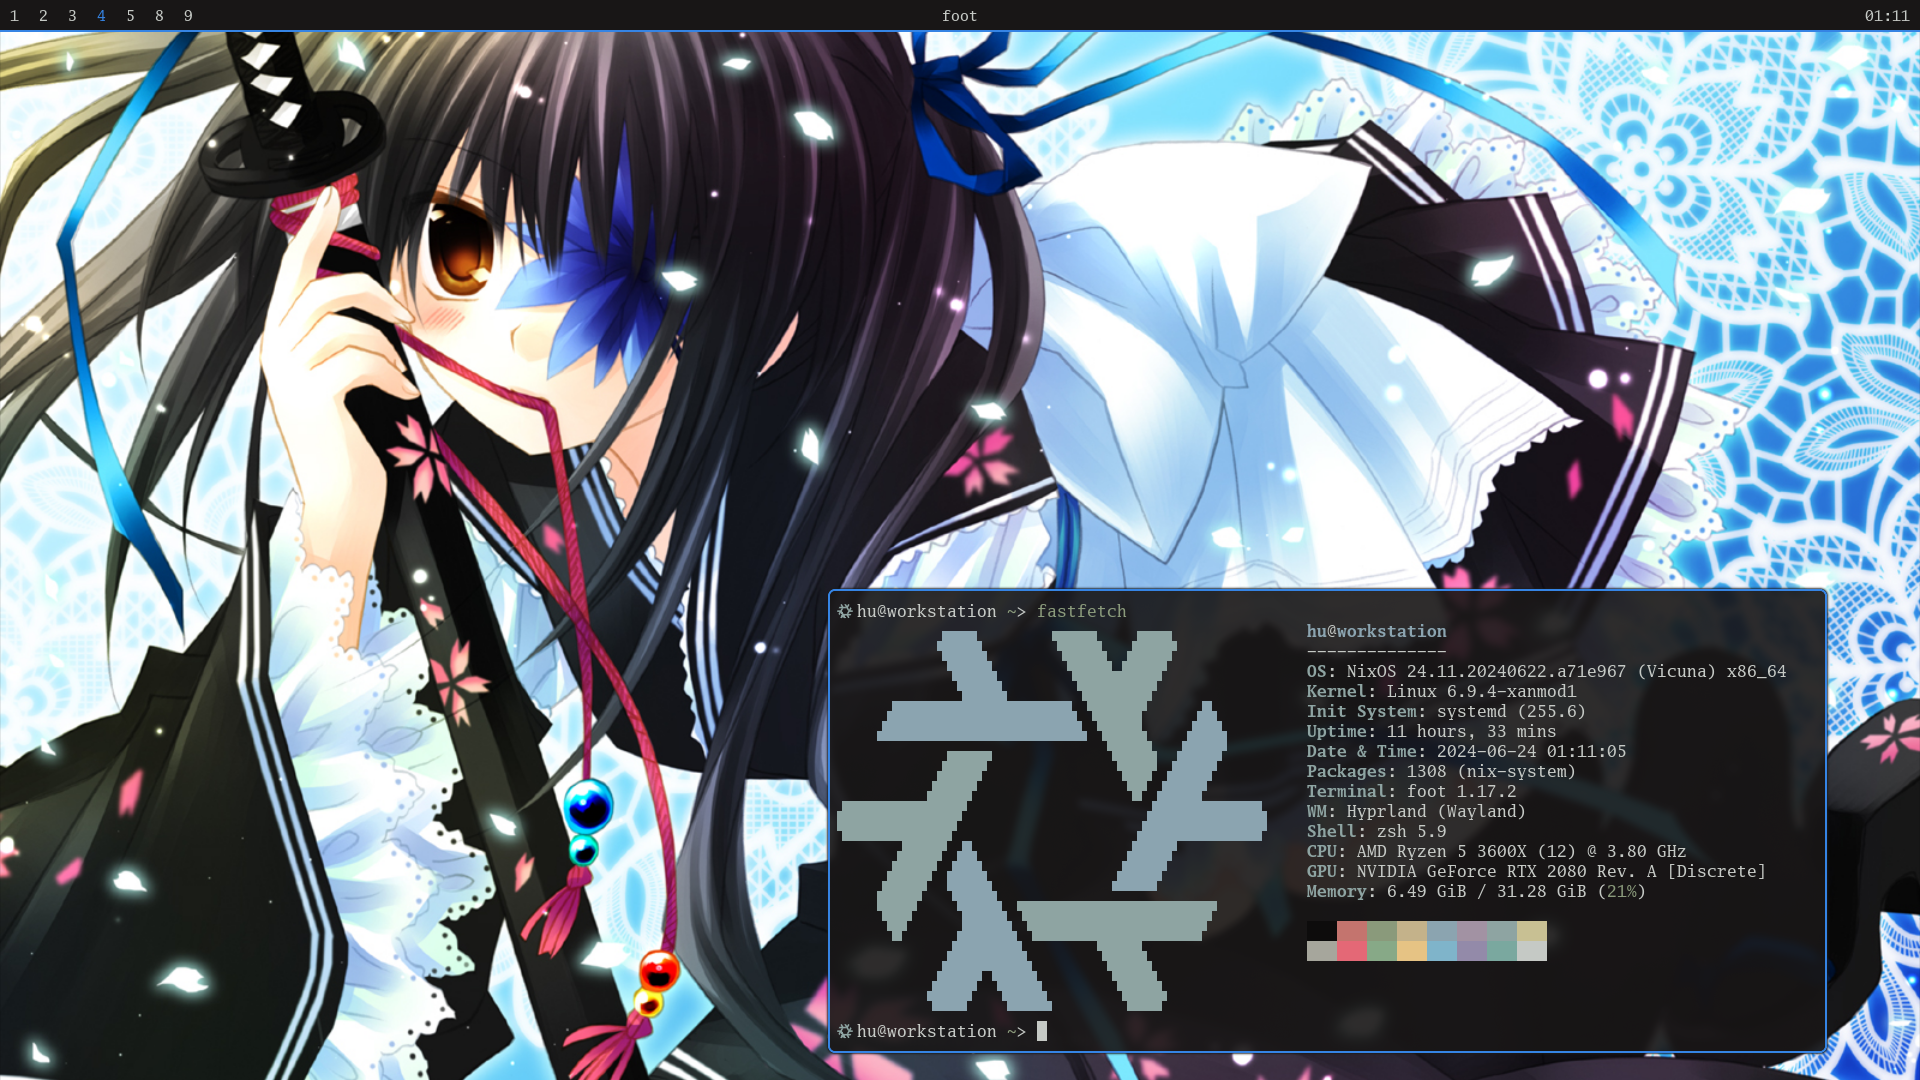 1 2 3 4 5 8 9
foot
01:11
hu@workstation ~> fastfetch
hu@workstation
--------------
OS: NixOS 24.11.20240622.a71e967 (Vicuna) x86_64
Kernel: Linux 6.9.4-xanmod1
Init System: systemd (255.6)
Uptime: 11 hours, 33 mins
Date & Time: 2024-06-24 01:11:05
Packages: 1308 (nix-system)
Terminal: foot 1.17.2
WM: Hyprland (Wayland)
Shell: zsh 5.9
CPU: AMD Ryzen 5 3600X (12) @ 3.80 GHz
GPU: NVIDIA GeForce RTX 2080 Rev. A [Discrete]
Memory: 6.49 GiB / 31.28 GiB (21%)
hu@workstation ~>